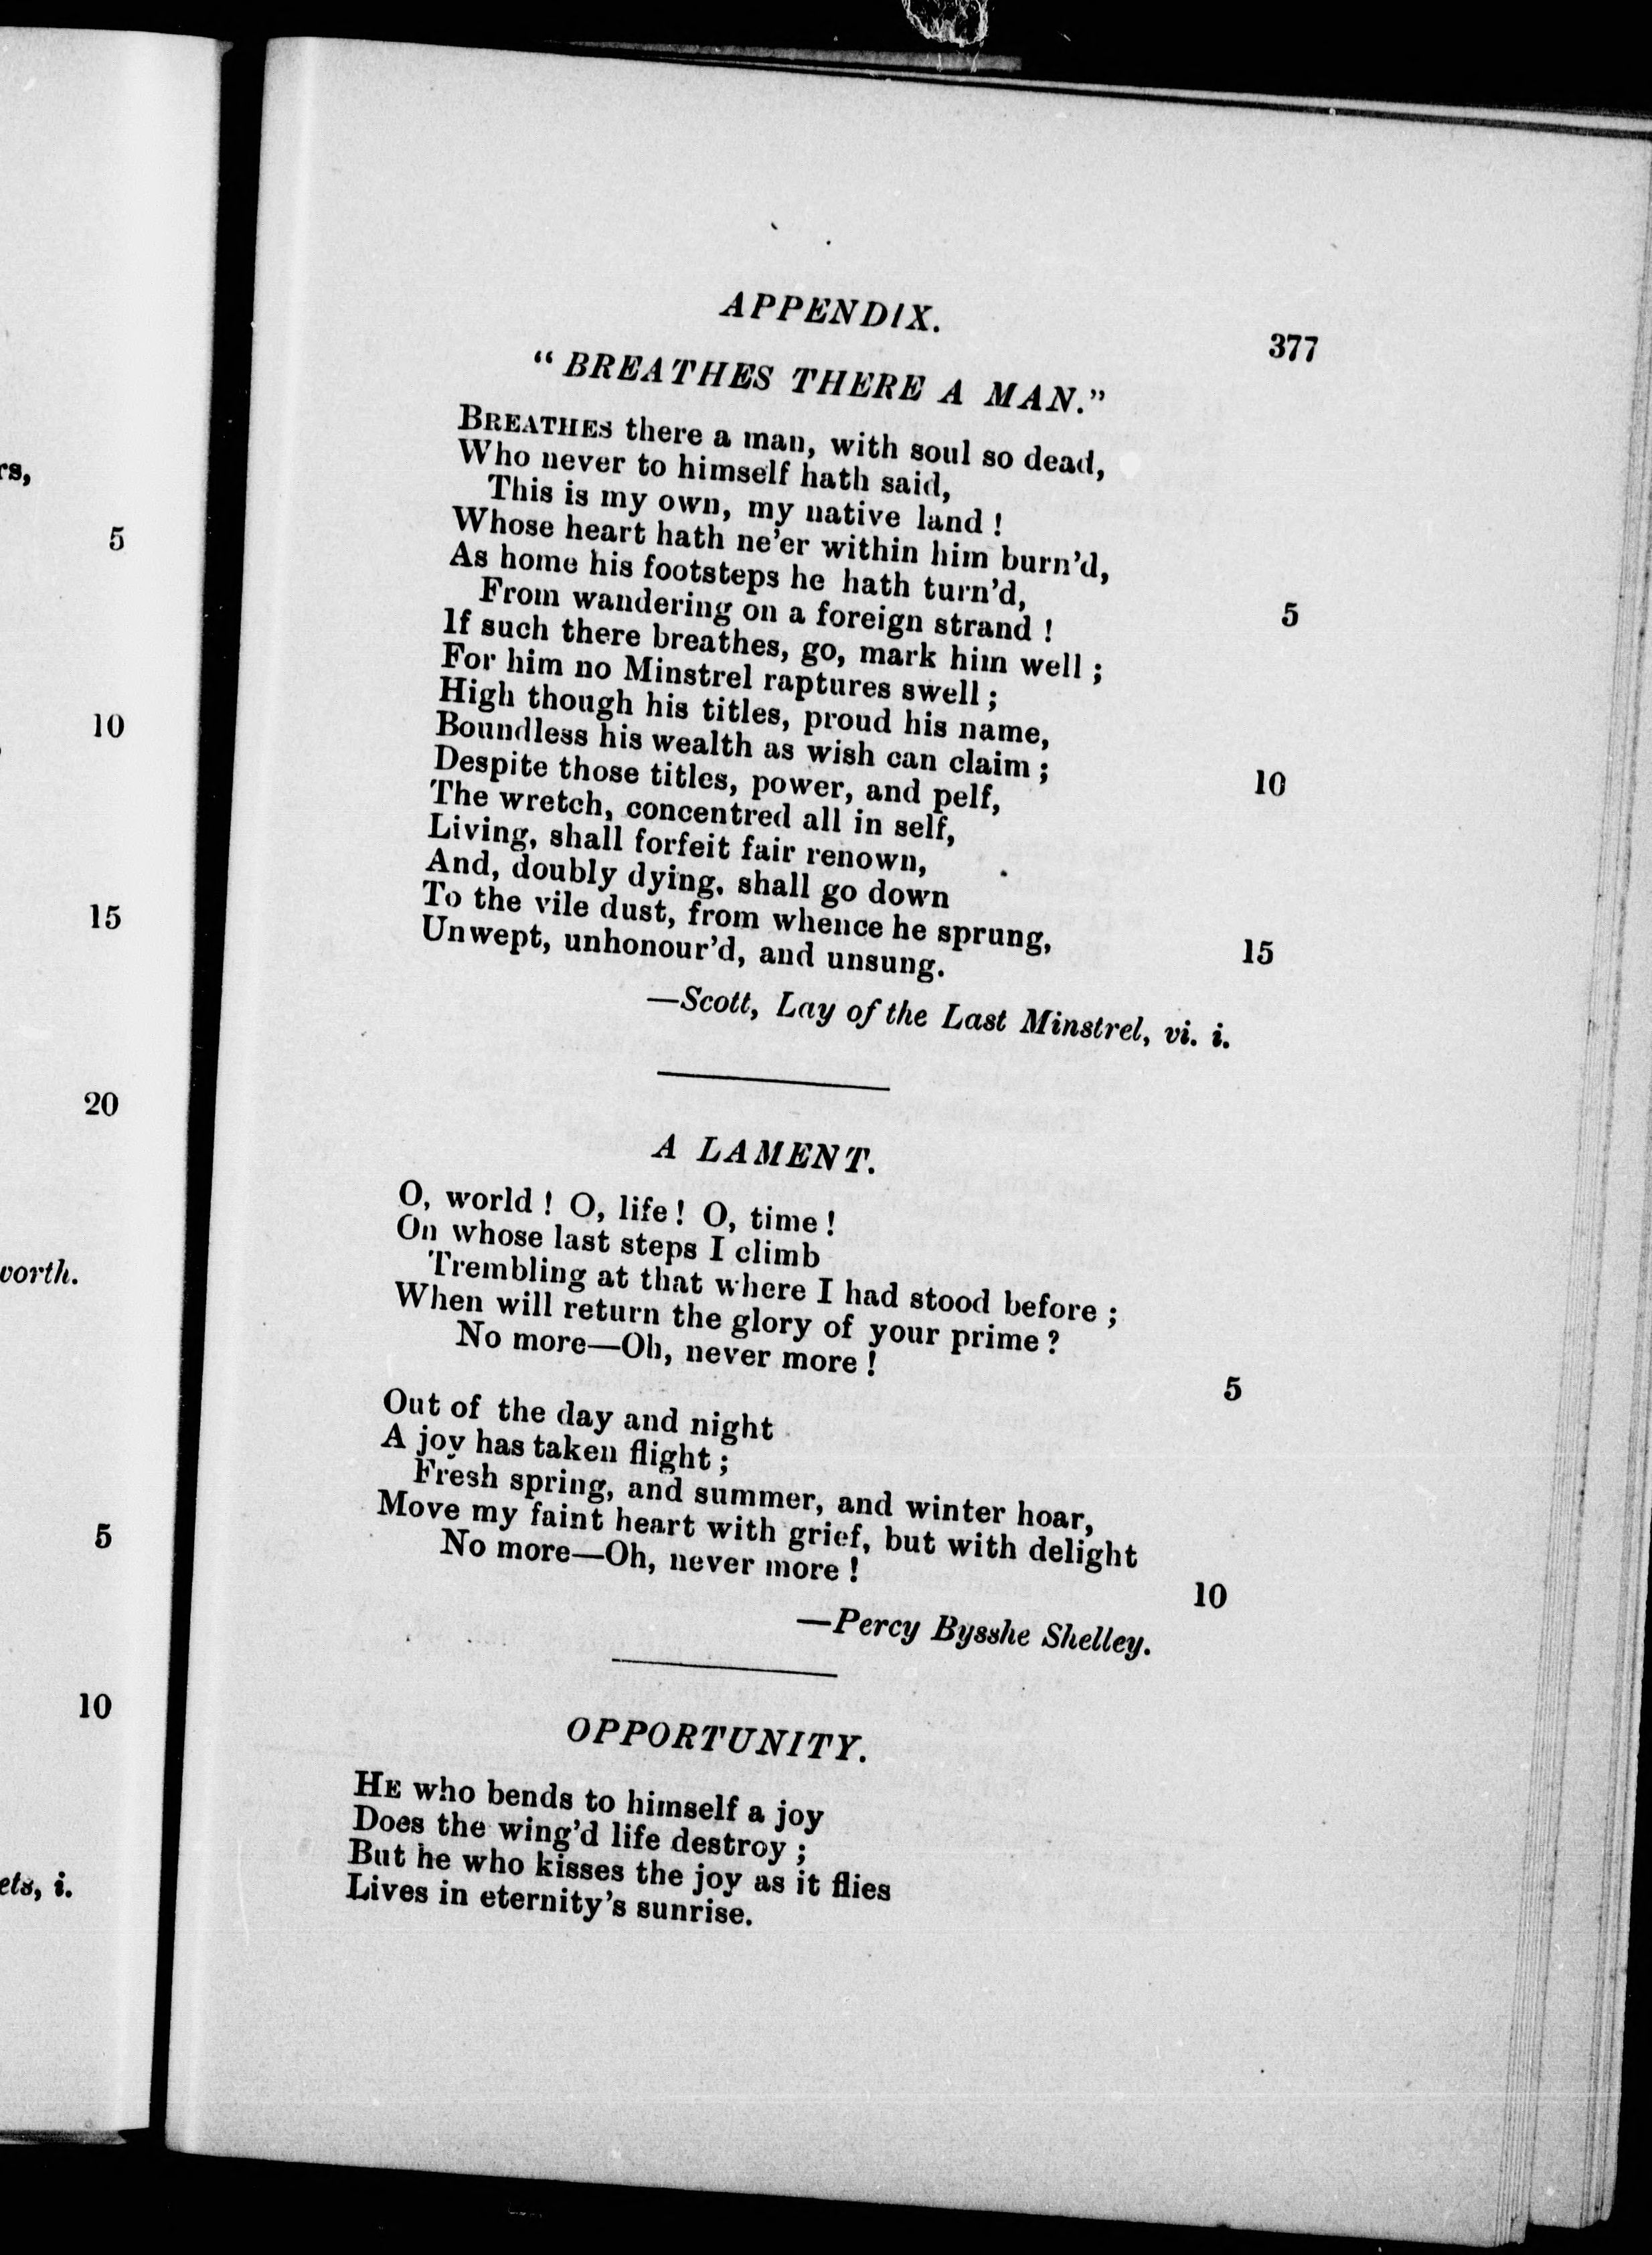 rs,
5
10
15
20
worth.
5
10
ets, i.
APPENDIX.
377
"BREATHES THERE A MAN."
BREATHES there a man, with soul so dead,
Who never to himself hath said,
This is my own, my native land !
Whose heart hath ne'er within him burn'd,
As home his footsteps he hath turn'd,
5
From wandering on a foreign strand !
If such there breathes, go, mark him well ;
For him no Minstrel raptures swell ;
High though his titles, proud his name,
Boundless his wealth as wish can claim ;
10
Despite those titles, power, and pelf,
The wretch, concentred all in self,
Living, shall forfeit fair renown,
And, doubly dying, shall go down
To the vile dust, from whence he sprung,
15
Unwept, unhonour'd, and unsung.
—Scott, Lay of the Last Minstrel, vi. i.
A LAMENT.
O, world ! O, life ! O, time !
On whose last steps I climb
Trembling at that where I had stood before ;
When will return the glory of your prime ?
No more—Oh, never more !
5
Out of the day and night
A joy has taken flight ;
Fresh spring, and summer, and winter hoar,
Move my faint heart with grief, but with delight
No more—Oh, never more !
10
—Percy Bysshe Shelley.
OPPORTUNITY.
HE who bends to himself a joy
Does the wing'd life destroy ;
But he who kisses the joy as it flies
Lives in eternity's sunrise.